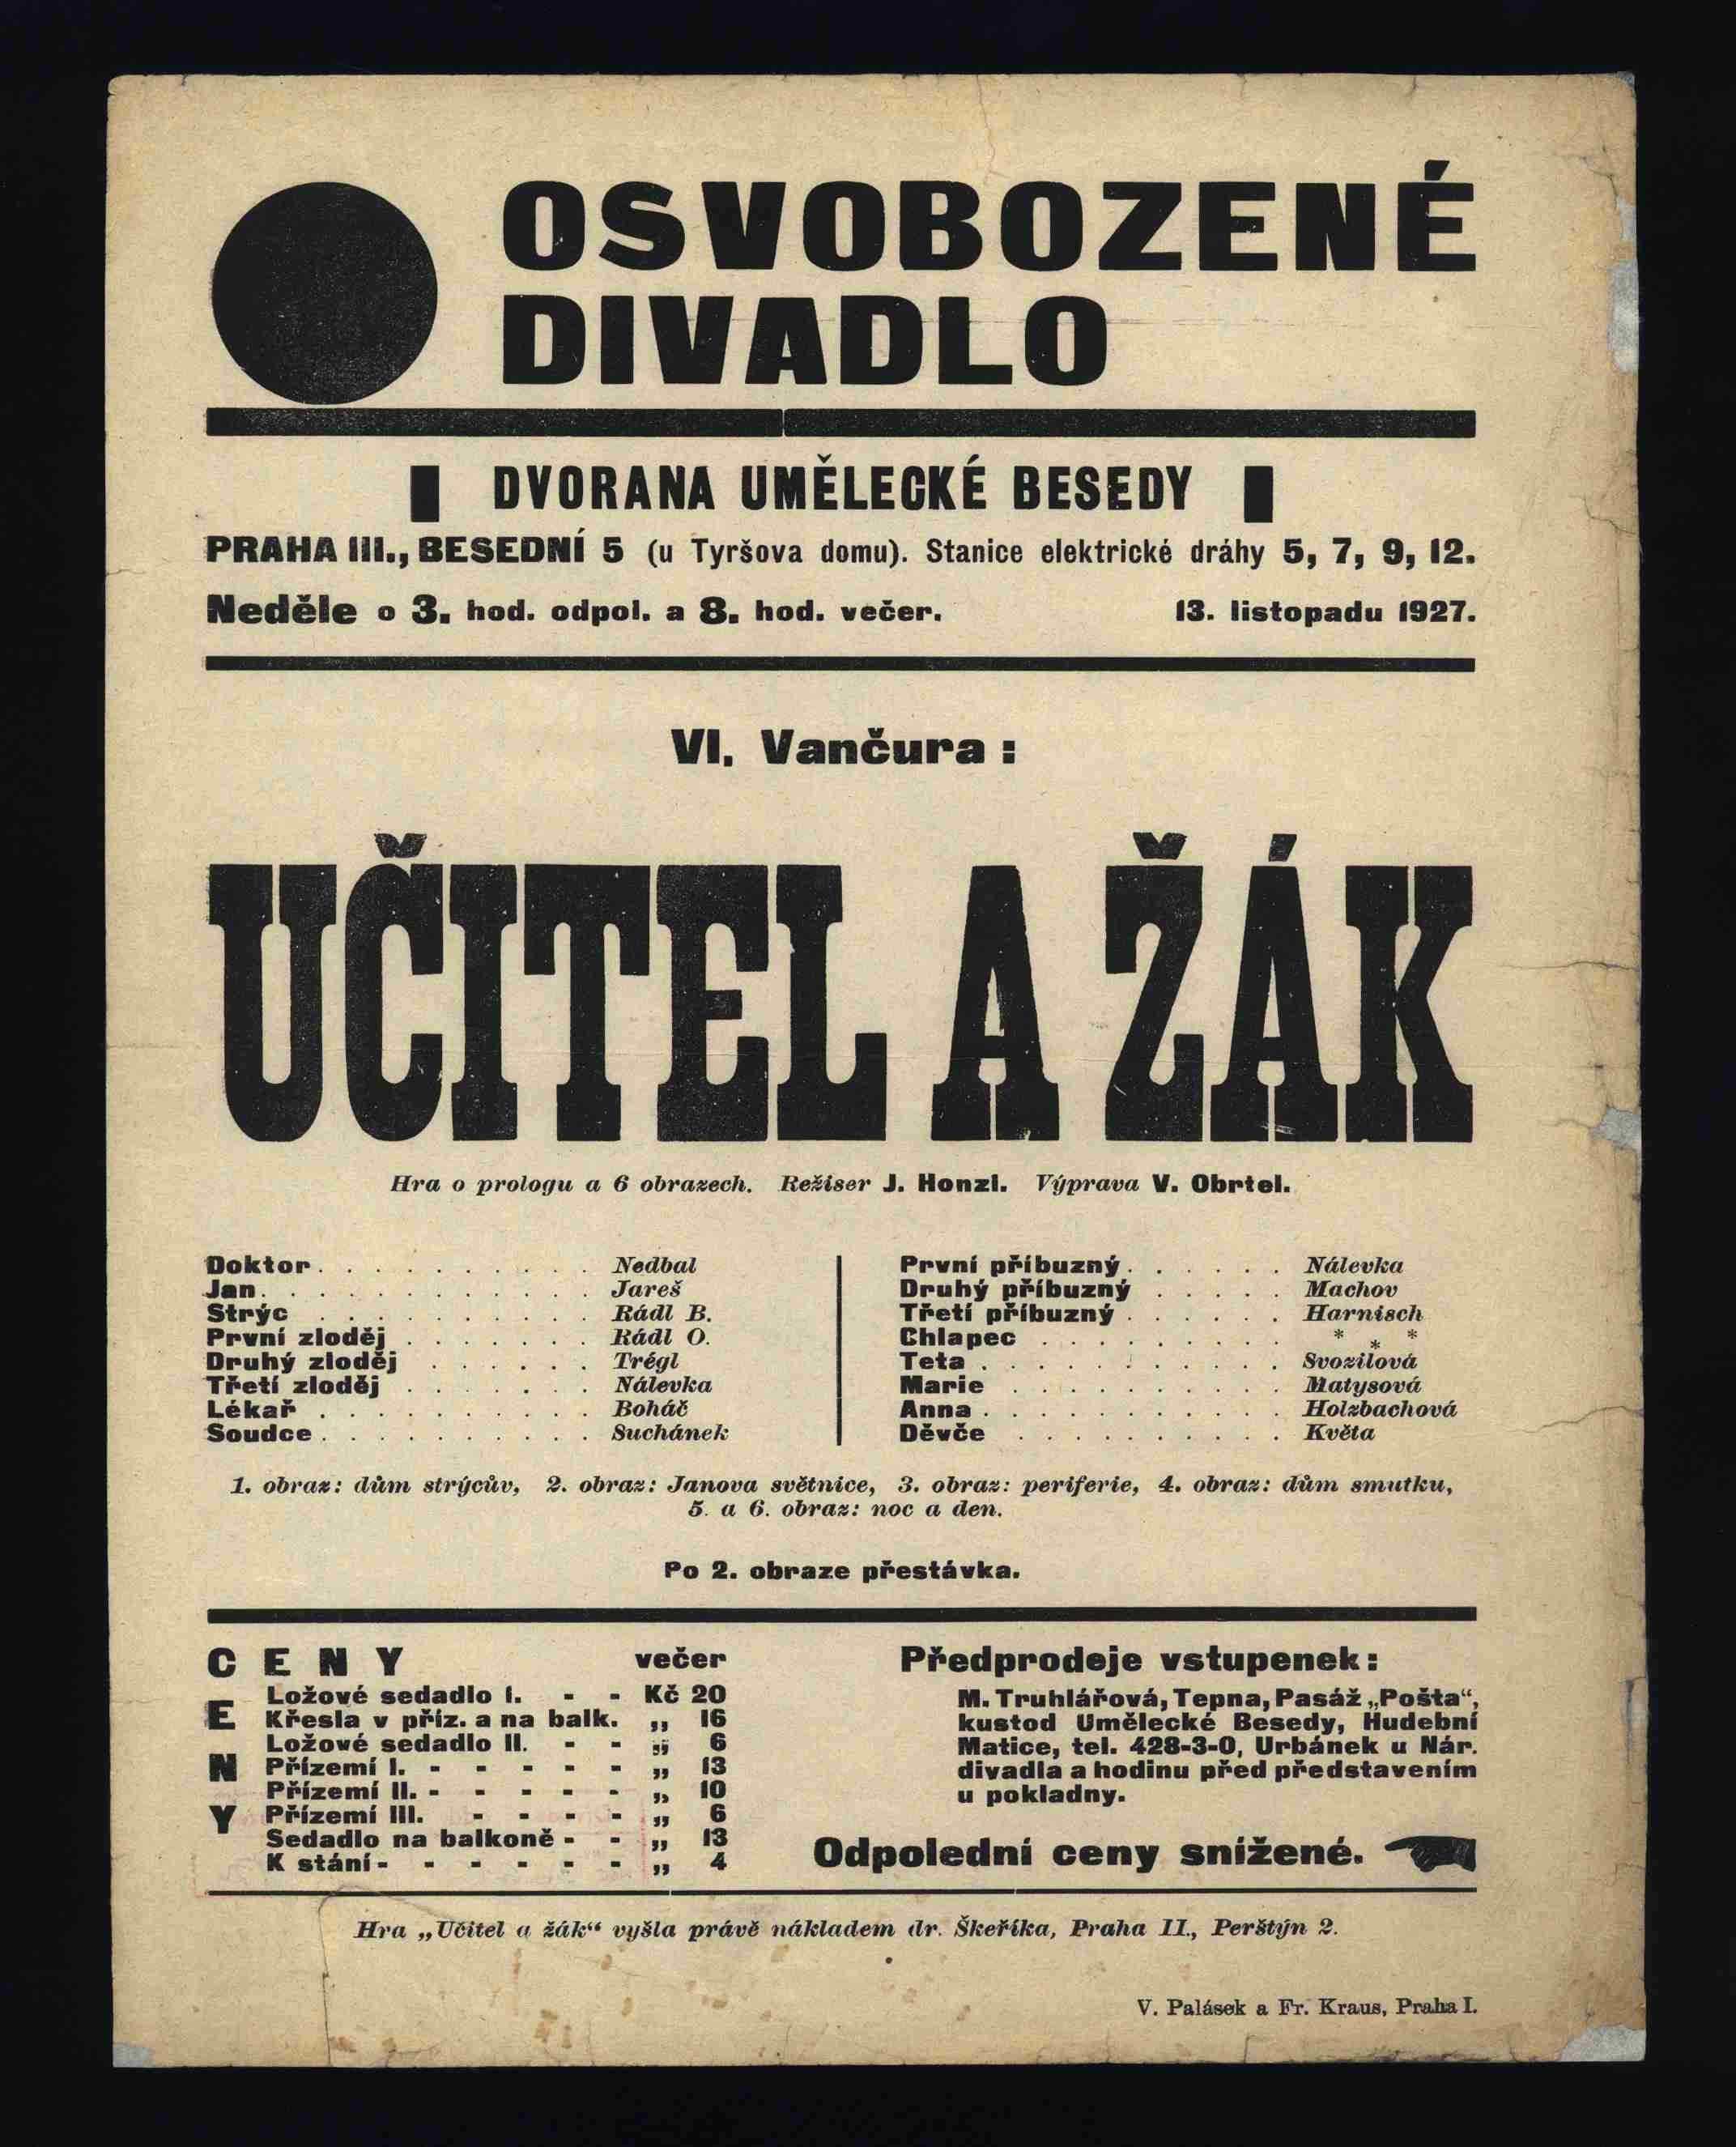 OSVOBOZENÉ
DIVADLO
DVORANA UMĚLECKÉ BESEDY
PRAHA III., BESEDNÍ 5 (u Tyršova domu). Stanice elektrické dráhy 5, 7, 9, 12.
Neděle o 3. hod. odpol. a 8. hod. večer. 13. listopadu 1927.
Vl. Vančura:
UČITEL A ŽÁK
Hra o prologu a 6 obrazech. Režiser J. Honzl. Výprava V. Obrtel.
Doktor . . . . . . . . . . . Nedbal
Jan . . . . . . . . . . . . . Jareš
Strýc . . . . . . . . . . . Rádl B.
První zloděj . . . . . . . Rádl O.
Druhý zloděj . . . . . . Trégl
Třetí zloděj . . . . . . . Nálevka
Lékař . . . . . . . . . . . Boháč
Soudce . . . . . . . . . . Suchánek
První příbuzný . . . . . . Nálevka
Druhý příbuzný . . . . . Machov
Třetí příbuzný . . . . . . Harnisch
Chlapec . . . . . . . . . * * *
Teta . . . . . . . . . . . . Svozilová
Marie . . . . . . . . . . . Matysová
Anna . . . . . . . . . . . . Holzbachová
Děvče . . . . . . . . . . Květa
1. obraz: dům strýcův, 2. obraz: Janova světnice, 3. obraz: periferie, 4. obraz: dům smutku,
5. a 6. obraz: noc a den.
Po 2. obraze přestávka.
CENY večer
CENY
Ložové sedadlo I. - - Kč 20
Křesla v příz. a na balk. „ 16
Ložové sedadlo II. - - „ 6
Přízemí I. - - - - - „ 13
Přízemí II. - - - - - „ 10
Přízemí III. - - - - „ 6
Sedadlo na balkoně - - „ 13
K stání - - - - - - „ 4
Předprodeje vstupenek:
M. Truhlářová, Tepna, Pasáž „Pošta“,
kustod Umělecké Besedy, Hudební
Matice, tel. 428-3-0, Urbánek u Nár.
divadla a hodinu před představením
u pokladny.
Odpolední ceny snížené.
Hra „Učitel a žák“ vyšla právě nákladem dr. Škeříka, Praha II., Perštýn 2.
V. Palásek a Fr. Kraus, Praha I.